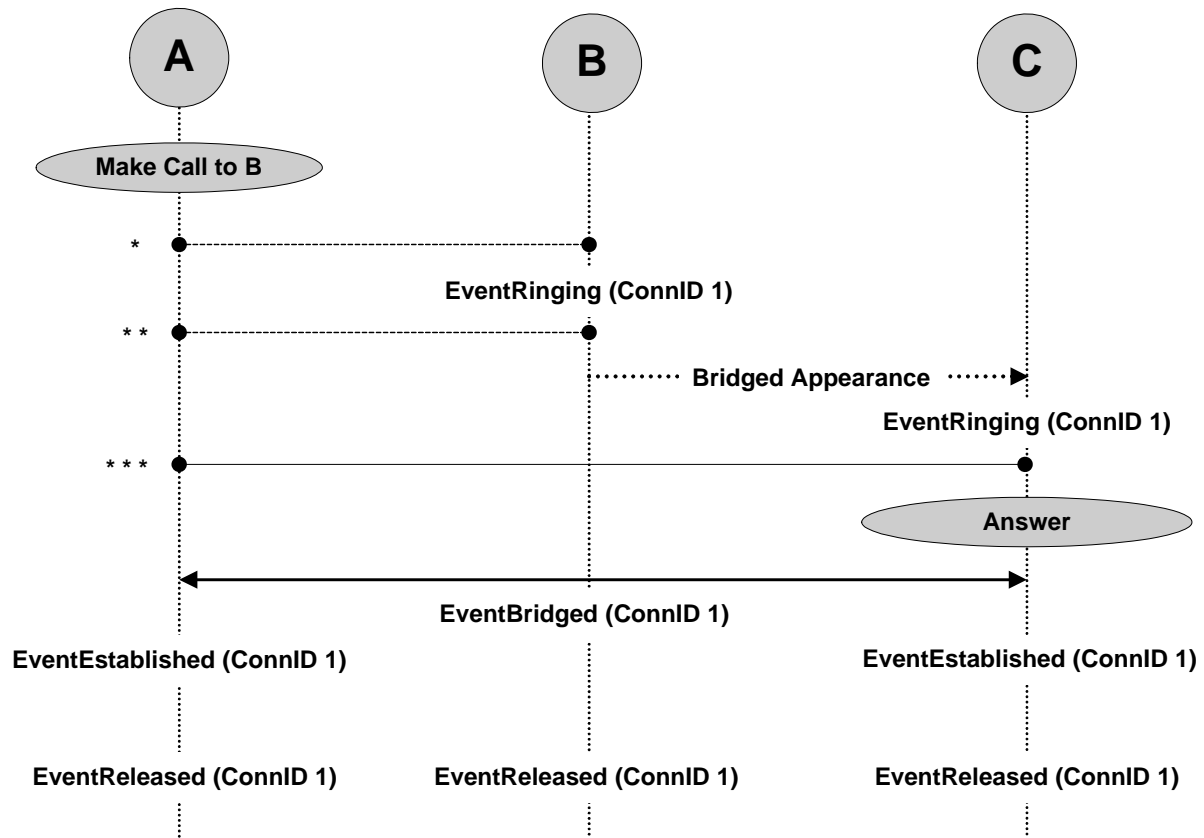 A
B
C
Make Call to B
*
EventRinging (ConnID 1)
* *
Bridged Appearance
EventRinging (ConnID 1)
* * *
Answer
EventBridged (ConnID 1)
EventEstablished (ConnID 1)
EventEstablished (ConnID 1)
EventReleased (ConnID 1)
EventReleased (ConnID 1)
EventReleased (ConnID 1)